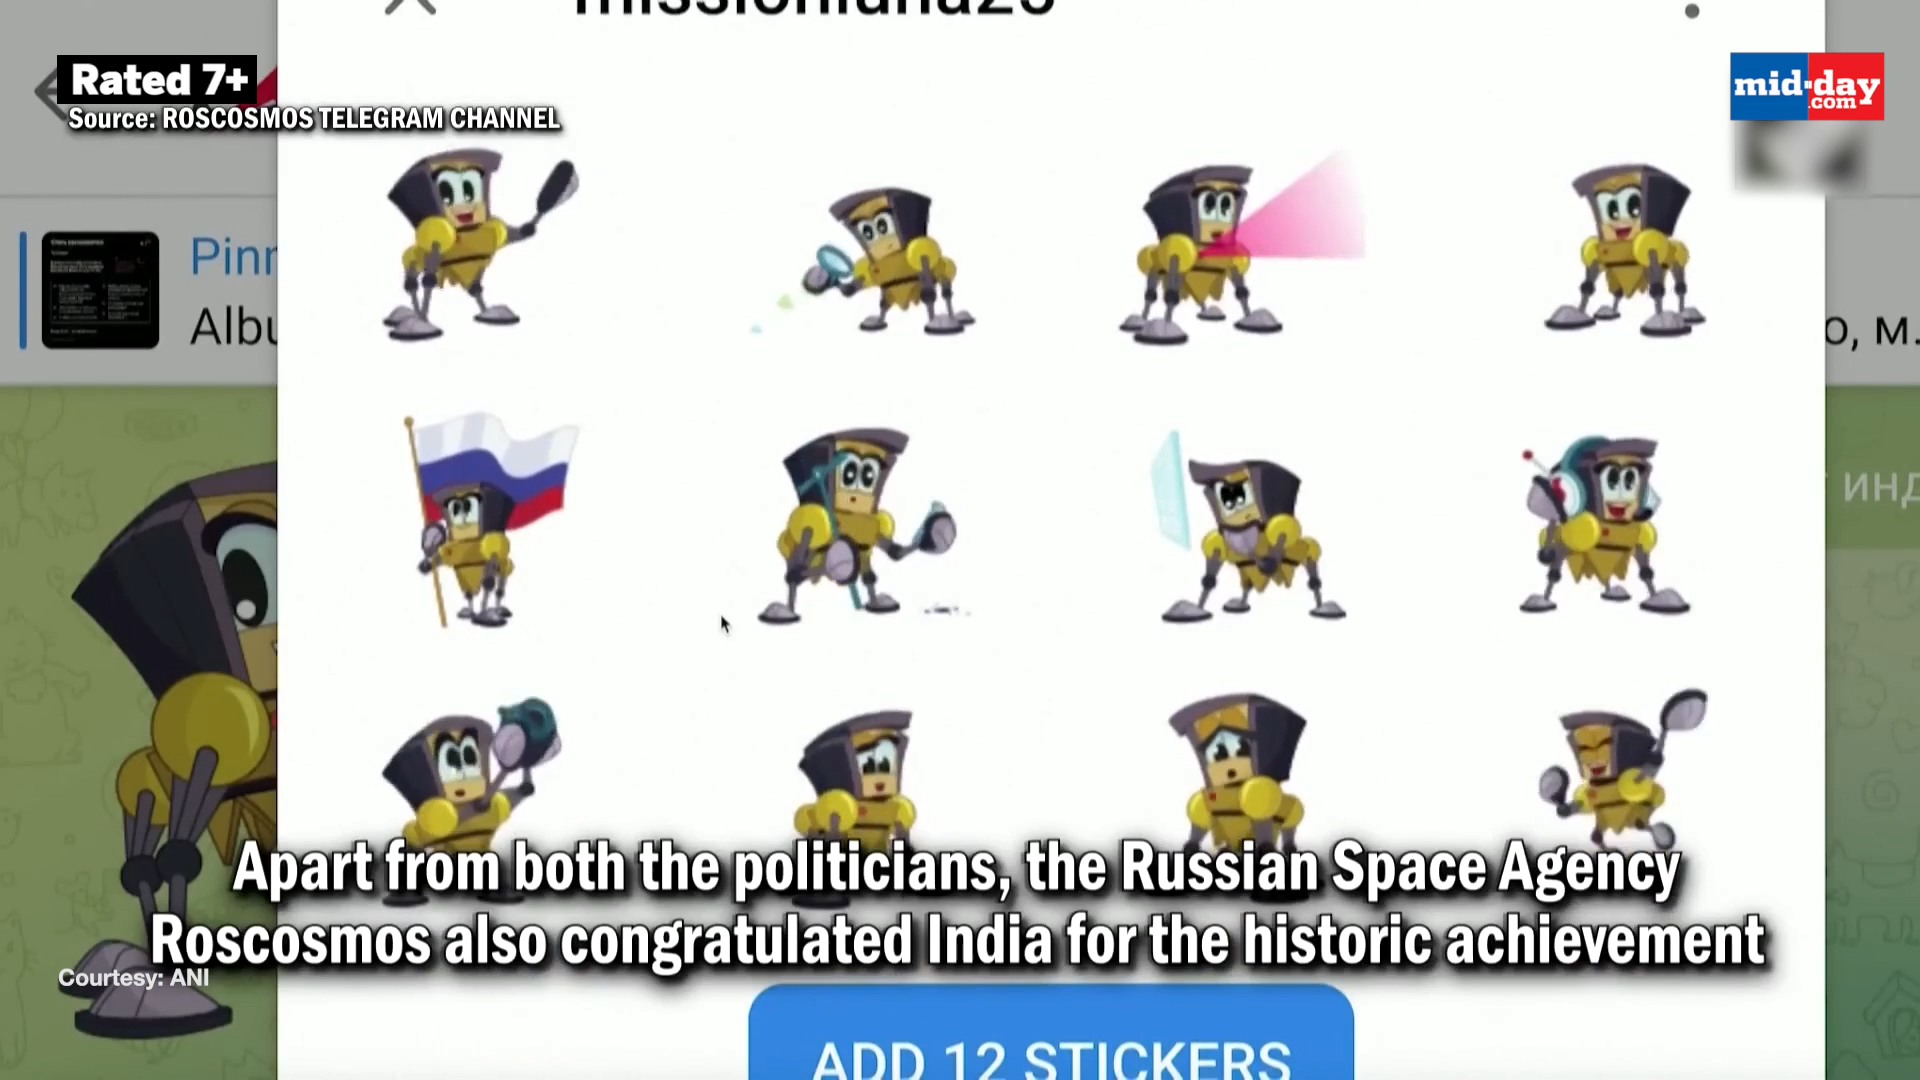 missionluna25
Rated 7+
Source: ROSCOSMOS TELEGRAM CHANNEL
mid-day
.com
Pinn
Albu
о, м.
инд
Apart from both the politicians, the Russian Space Agency
Roscosmos also congratulated India for the historic achievement
Courtesy: ANI
ADD 12 STICKERS